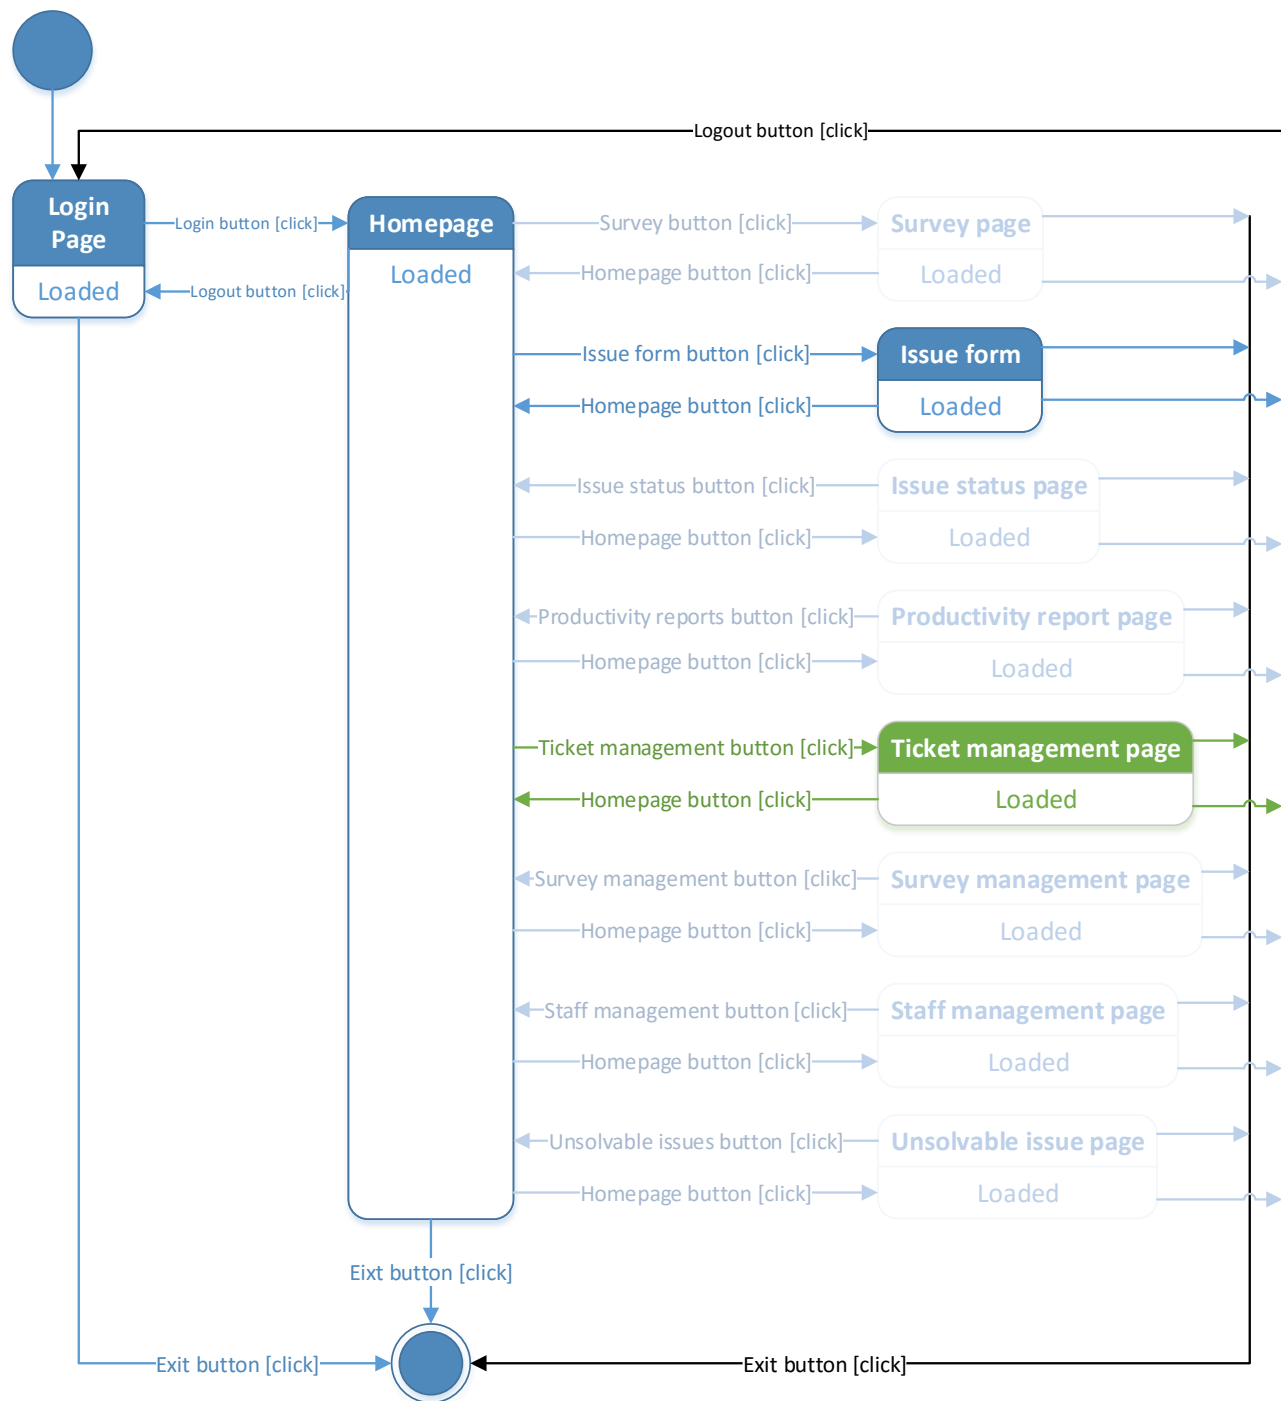 Logout button [click]
Login
Page
Loaded
Login button [click]
Logout button [click]
Homepage
Loaded
Survey button [click]
Homepage button [click]
Survey page
Loaded
Issue form button [click]
Homepage button [click]
Issue form
Loaded
Issue status button [click]
Homepage button [click]
Issue status page
Loaded
Productivity reports button [click]
Homepage button [click]
Productivity report page
Loaded
Ticket management button [click]
Homepage button [click]
Ticket management page
Loaded
Survey management button [clikc]
Homepage button [click]
Survey management page
Loaded
Staff management button [click]
Homepage button [click]
Staff management page
Loaded
Unsolvable issues button [click]
Homepage button [click]
Unsolvable issue page
Loaded
Eixt button [click]
Exit button [click]
Exit button [click]